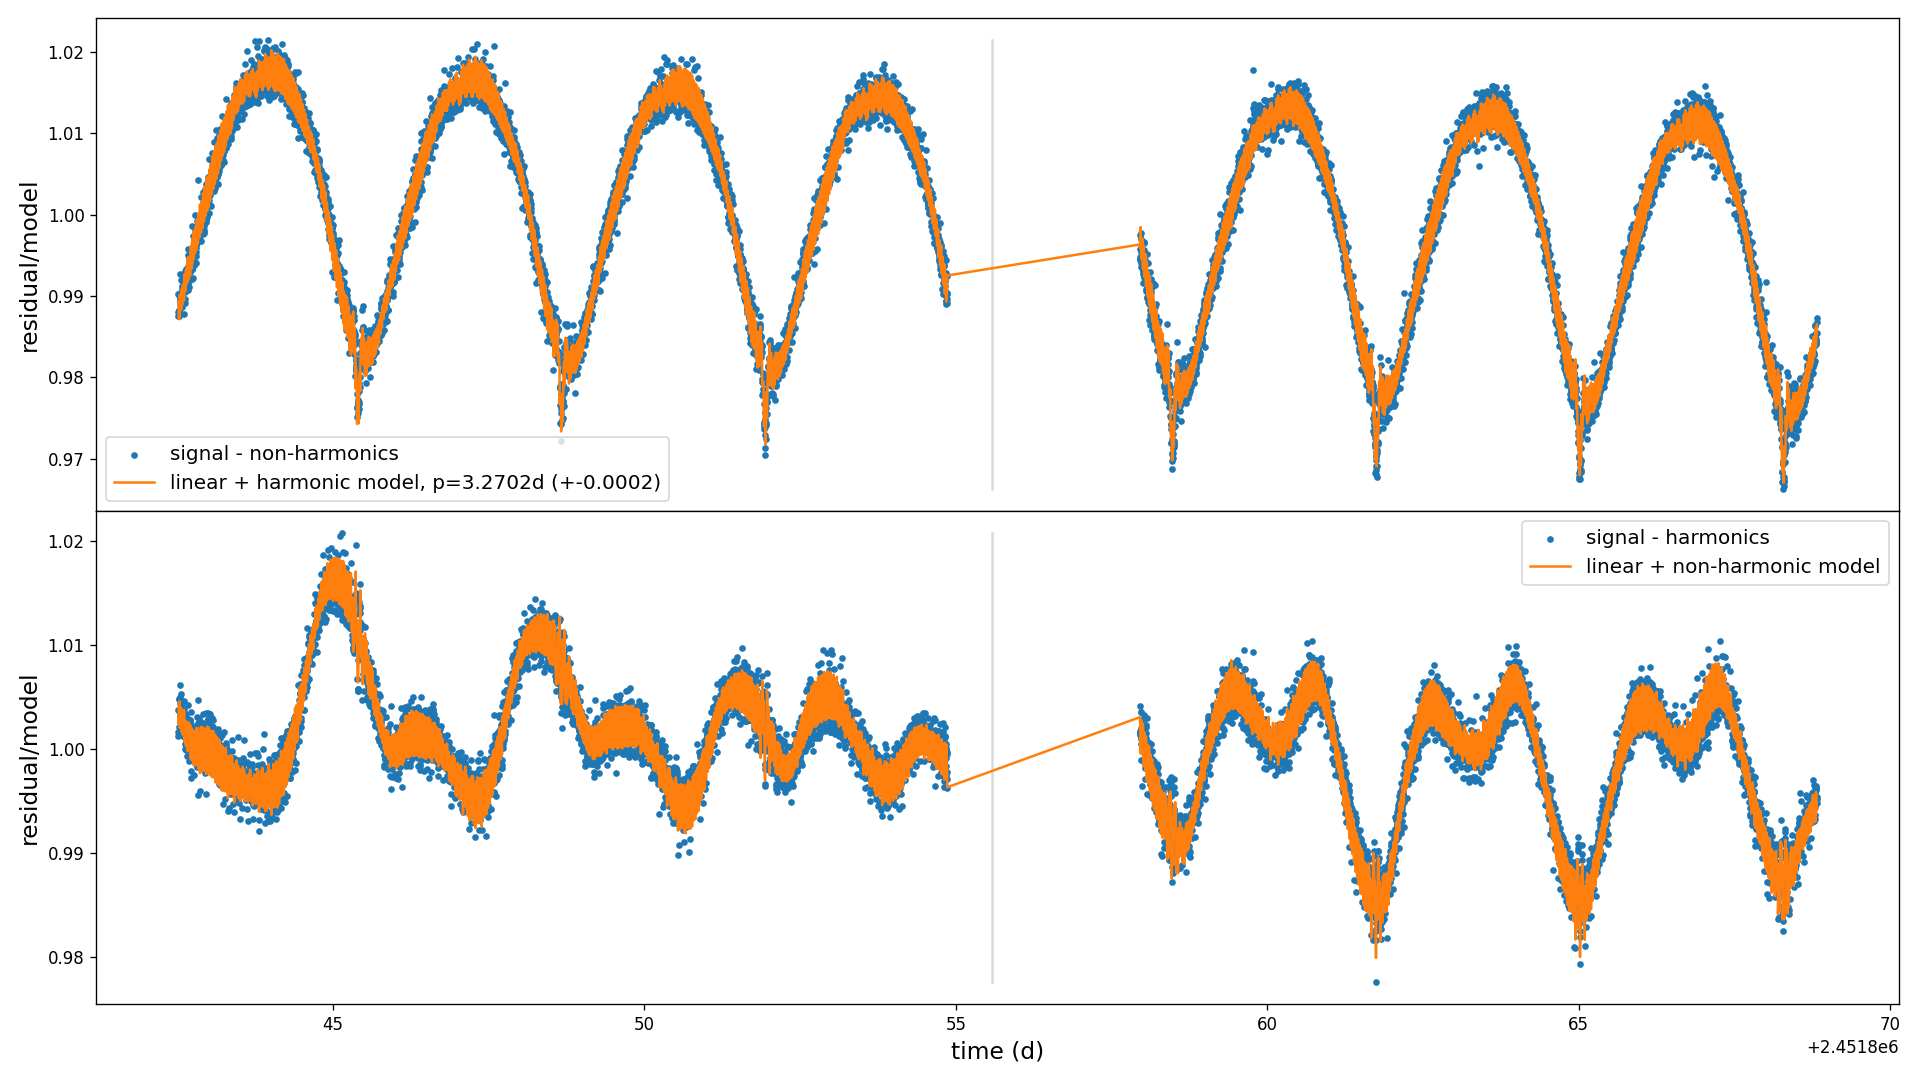 1.02
1.01
1.00
0.99
0.98
0.97
residual/model
signal - non-harmonics
linear + harmonic model, p=3.2702d (+-0.0002)
1.02
1.01
1.00
0.99
0.98
residual/model
signal - harmonics
linear + non-harmonic model
45
50
55
60
65
70
time (d)
+2.4518e6